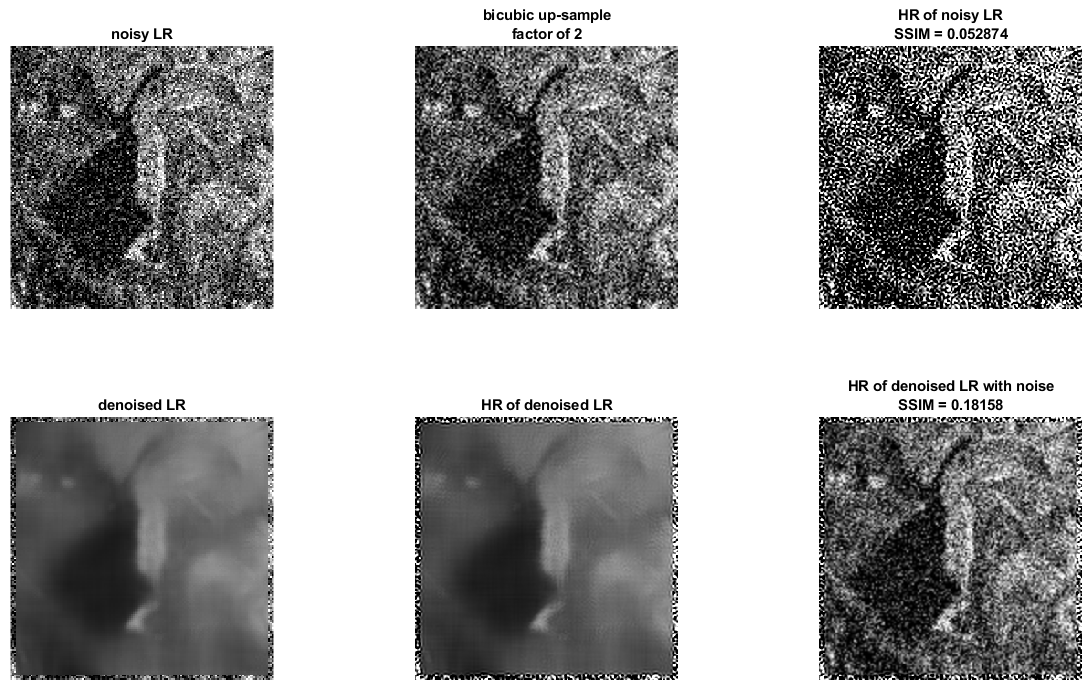 noisy LR
bicubic up-sample
factor of 2
HR of noisy LR
SSIM = 0.052874
denoised LR
HR of denoised LR
HR of denoised LR with noise
SSIM = 0.18158